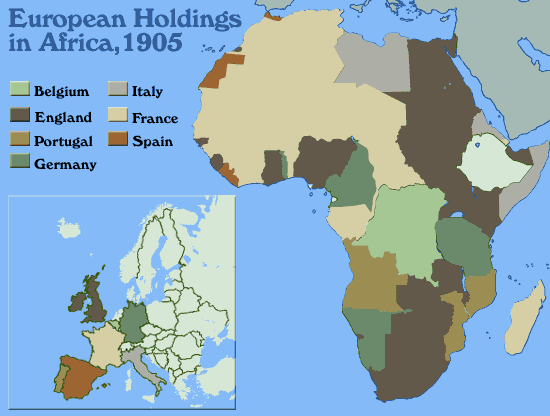 European Holdings
in Africa, 1905
Belgium
Italy
England
France
Portugal
Spain
Germany